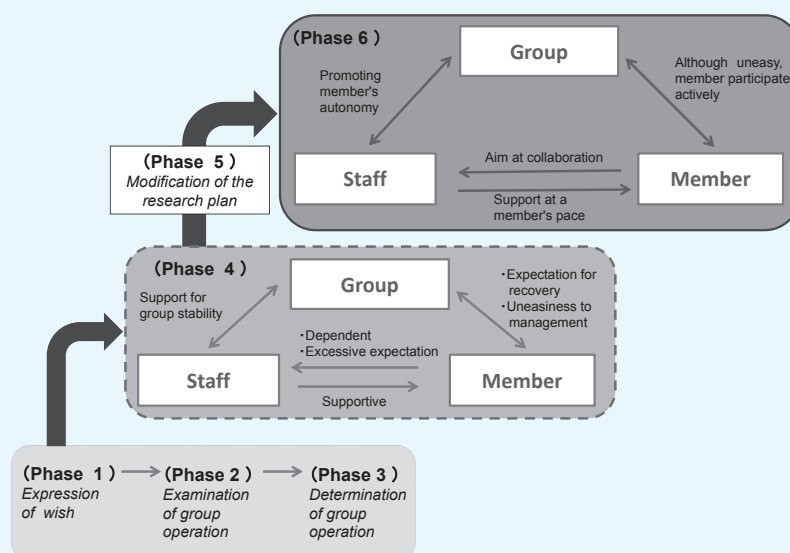 (Phase 6)
Group
Promoting
member's
autonomy
Although uneasy,
member participate
actively
Staff
Aim at collaboration
Support at a
member's pace
Member
(Phase 5)
Modification of the
research plan
(Phase 4)
Group
Support for
group stability
・Expectation for
recovery
・Uneasiness to
management
・Dependent
・Excessive expectation
Staff
Supportive
Member
(Phase 1)
Expression
of wish
(Phase 2)
Examination
of group
operation
(Phase 3)
Determination
of group
operation